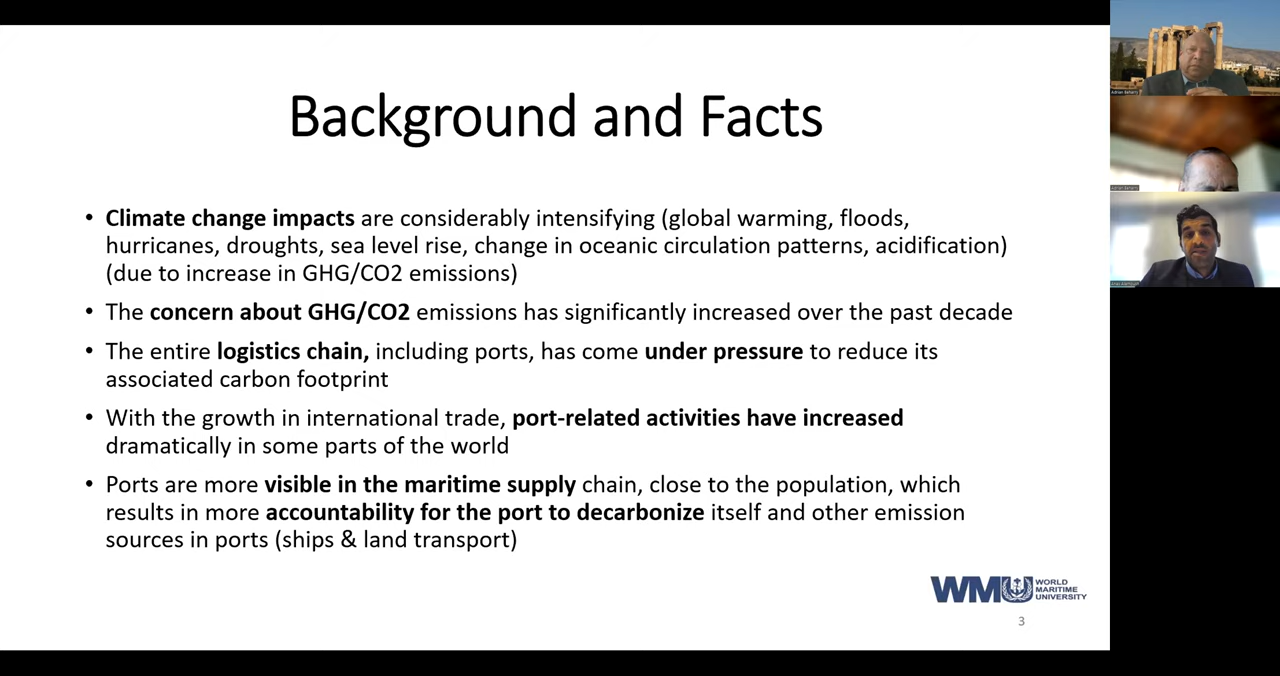 Background and Facts
• Climate change impacts are considerably intensifying (global warming, floods,
hurricanes, droughts, sea level rise, change in oceanic circulation patterns, acidification)
(due to increase in GHG/CO2 emissions)
• The concern about GHG/CO2 emissions has significantly increased over the past decade
• The entire logistics chain, including ports, has come under pressure to reduce its
associated carbon footprint
• With the growth in international trade, port-related activities have increased
dramatically in some parts of the world
• Ports are more visible in the maritime supply chain, close to the population, which
results in more accountability for the port to decarbonize itself and other emission
sources in ports (ships & land transport)
WMU WORLD
MARITIME
UNIVERSITY
3